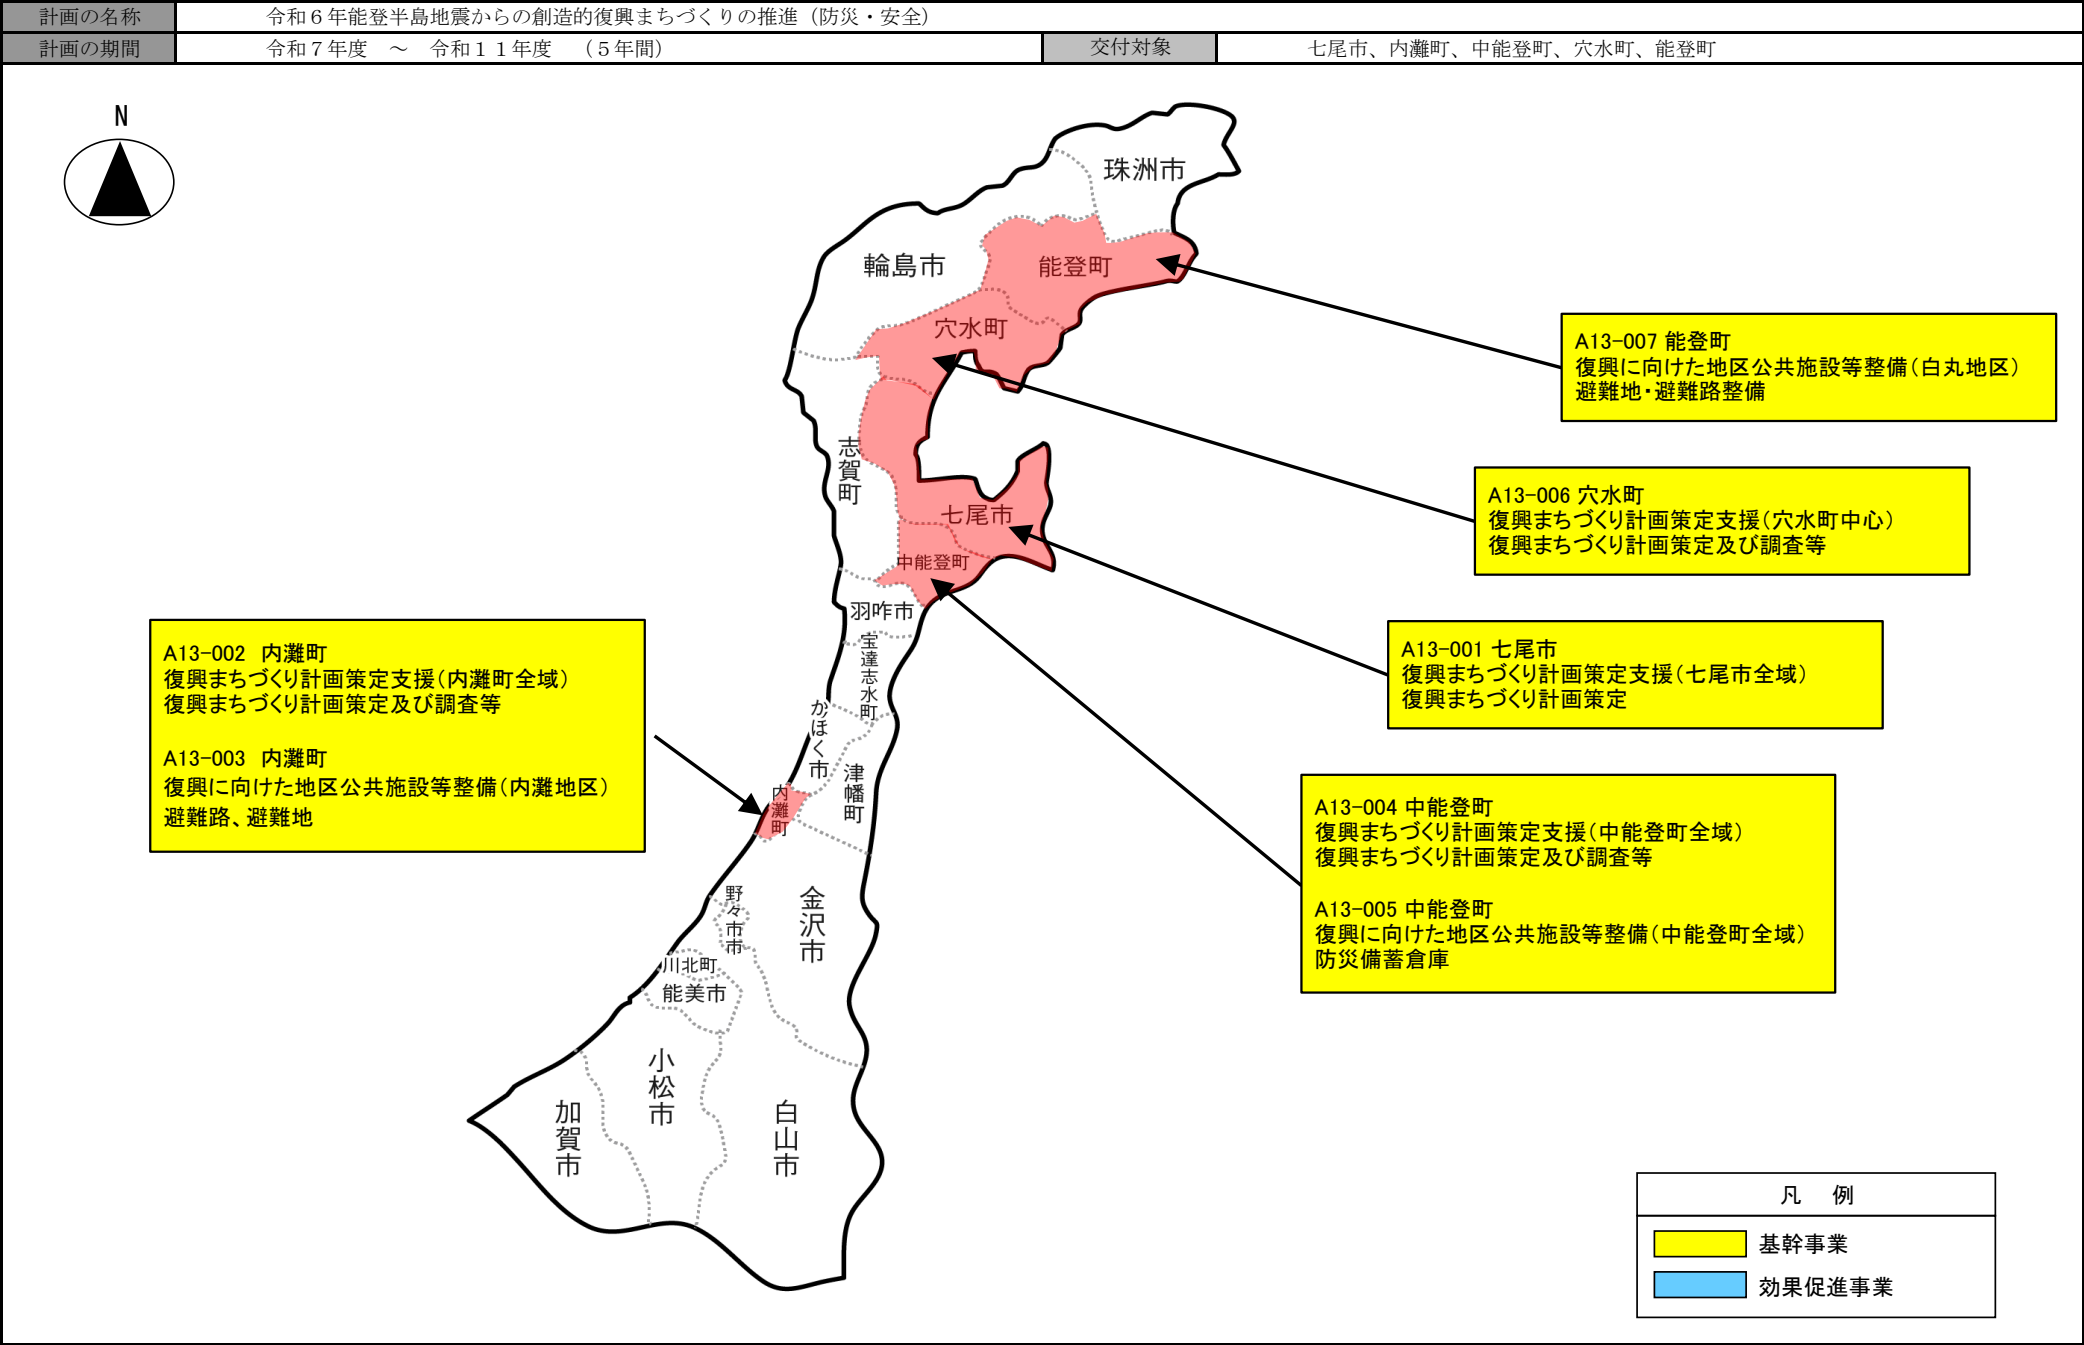 計画の名称 令和６年能登半島地震からの創造的復興まちづくりの推進（防災・安全）
計画の期間 令和７年度 ～ 令和１１年度 （５年間） 交付対象 七尾市、内灘町、中能登町、穴水町、能登町
N
珠洲市
輪島市
能登町
穴水町
志賀町
七尾市
中能登町
羽咋市
宝達志水町
かほく市
津幡町
内灘町
金沢市
野々市市
川北町
能美市
小松市
加賀市
白山市
A13-007 能登町
復興に向けた地区公共施設等整備（白丸地区）
避難地・避難路整備
A13-006 穴水町
復興まちづくり計画策定支援（穴水町中心）
復興まちづくり計画策定及び調査等
A13-001 七尾市
復興まちづくり計画策定支援（七尾市全域）
復興まちづくり計画策定
A13-002 内灘町
復興まちづくり計画策定支援（内灘町全域）
復興まちづくり計画策定及び調査等
A13-003 内灘町
復興に向けた地区公共施設等整備（内灘地区）
避難路、避難地
A13-004 中能登町
復興まちづくり計画策定支援（中能登町全域）
復興まちづくり計画策定及び調査等
A13-005 中能登町
復興に向けた地区公共施設等整備（中能登町全域）
防災備蓄倉庫
凡 例
基幹事業
効果促進事業